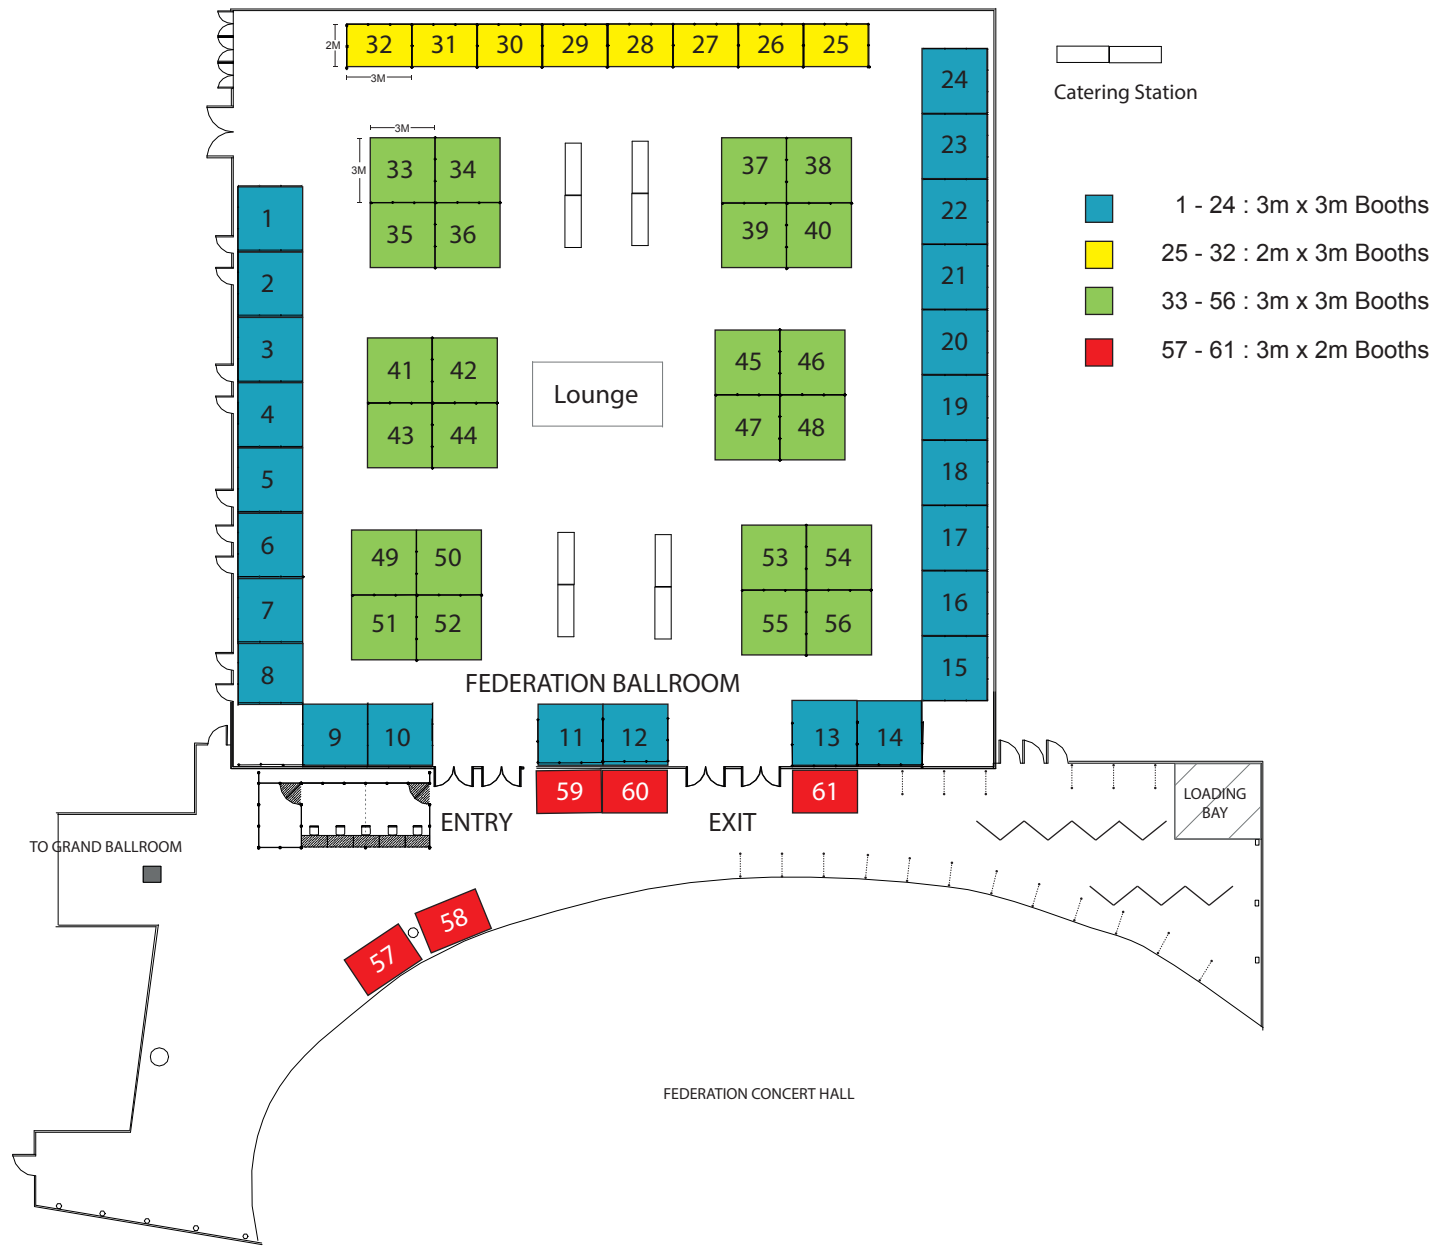 32 31 30 29 28 27 26 25
2M
3M
Catering Station
24
23
22
21
20
19
18
17
16
15
1 - 24 : 3m x 3m Booths
25 - 32 : 2m x 3m Booths
33 - 56 : 3m x 3m Booths
57 - 61 : 3m x 2m Booths
3M
3M
33 34
35 36
37 38
39 40
1
2
3
4
5
6
7
8
41 42
43 44
Lounge
45 46
47 48
49 50
51 52
53 54
55 56
FEDERATION BALLROOM
9 10
11 12
13 14
59 60
61
ENTRY
EXIT
LOADING
BAY
TO GRAND BALLROOM
58
57
FEDERATION CONCERT HALL